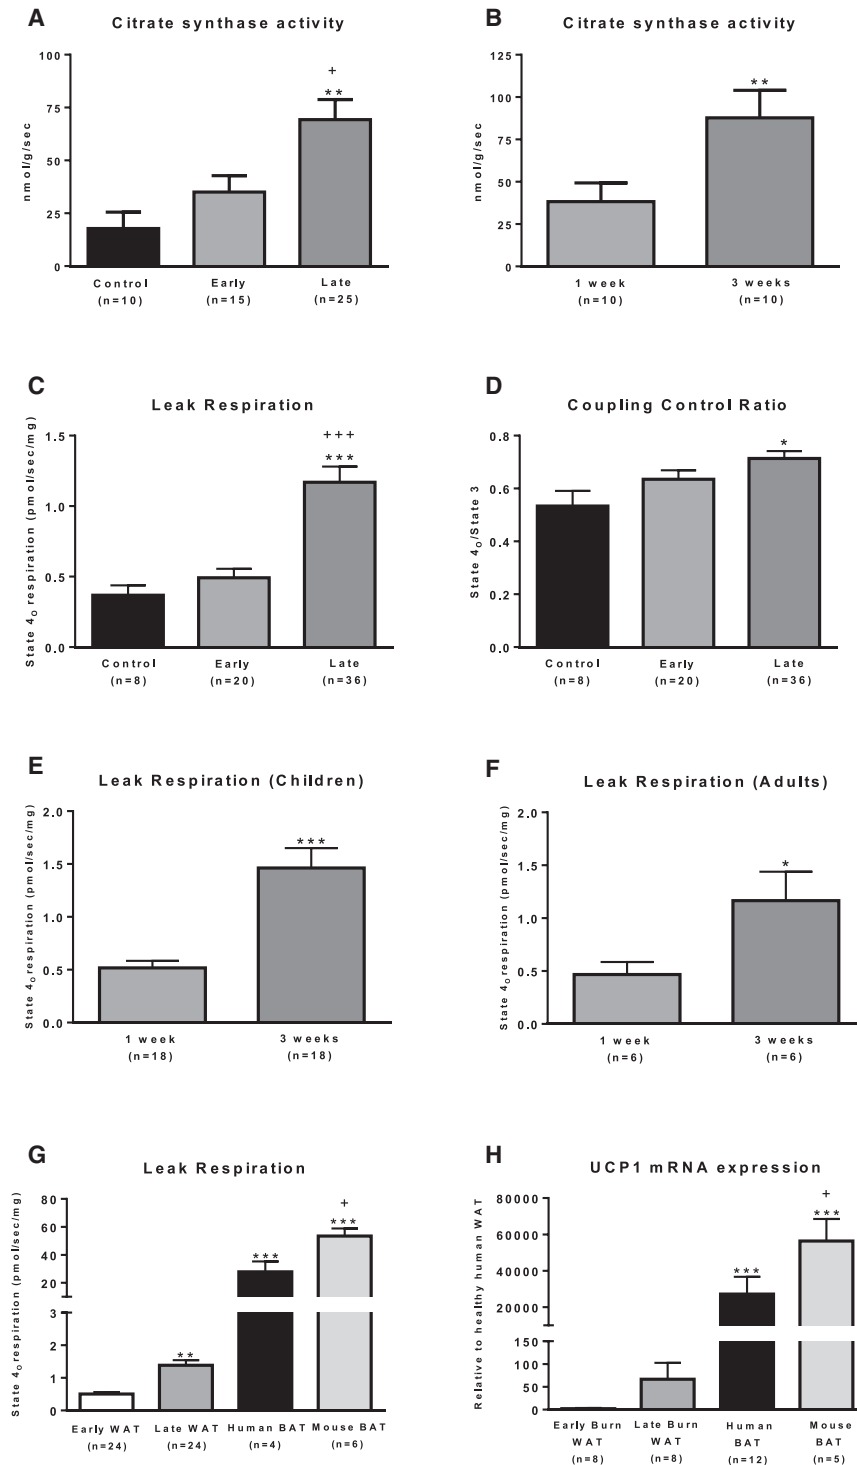 A
Citrate synthase activity
nmol/g/sec
100
75
50
25
0
+
**
Control
(n=10)
Early
(n=15)
Late
(n=25)
B
Citrate synthase activity
nmol/g/sec
125
100
75
50
25
0
**
1 week
(n=10)
3 weeks
(n=10)
C
Leak Respiration
State 4O respiration (pmol/sec/mg)
1.5
1.0
0.5
0.0
+++
***
Control
(n=8)
Early
(n=20)
Late
(n=36)
D
Coupling Control Ratio
State 4O/State 3
0.8
0.6
0.4
0.2
0.0
*
Control
(n=8)
Early
(n=20)
Late
(n=36)
E
Leak Respiration (Children)
State 4O respiration (pmol/sec/mg)
2.0
1.5
1.0
0.5
0.0
***
1 week
(n=18)
3 weeks
(n=18)
F
Leak Respiration (Adults)
State 4O respiration (pmol/sec/mg)
2.0
1.5
1.0
0.5
0.0
*
1 week
(n=6)
3 weeks
(n=6)
G
Leak Respiration
State 4O respiration (pmol/sec/mg)
80
60
40
20
3
2
1
0
**
***
+
***
Early WAT
(n=24)
Late WAT
(n=24)
Human BAT
(n=4)
Mouse BAT
(n=6)
H
UCP1 mRNA expression
Relative to healthy human WAT
80000
60000
40000
20000
150
100
50
0
***
+
***
Early Burn
WAT
(n=8)
Late Burn
WAT
(n=8)
Human
BAT
(n=12)
Mouse
BAT
(n=5)